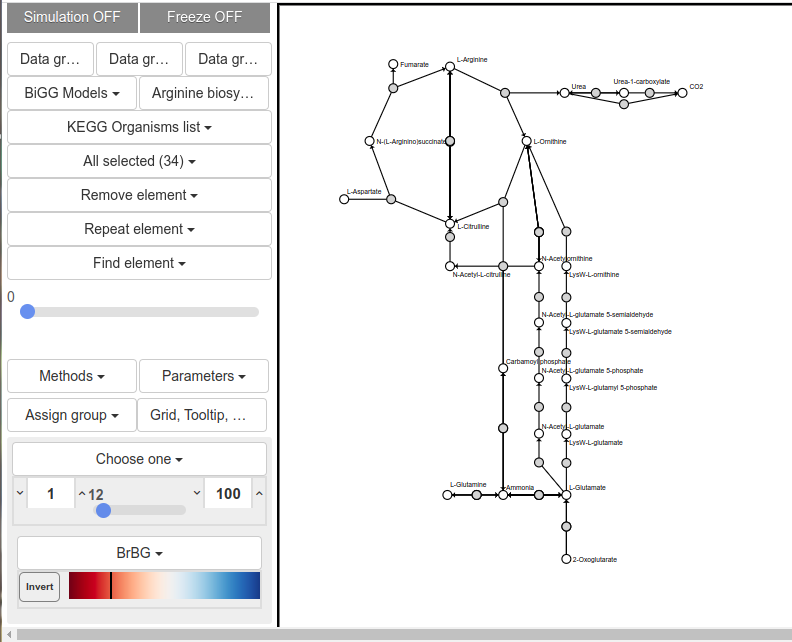 Simulation OFF
Freeze OFF
Data gr…
Data gr…
Data gr…
BiGG Models
Arginine biosy…
KEGG Organisms list
All selected (34)
Remove element
Repeat element
Find element
0
Methods
Parameters
Assign group
Grid, Tooltip, …
Choose one
1
12
100
BrBG
Invert
Fumarate
L-Arginine
Urea
Urea-1-carboxylate
CO2
N-(L-Arginino)succinate
L-Ornithine
L-Aspartate
L-Citrulline
N-Acetyl-L-citrulline
N-Acetylornithine
LysW-L-ornithine
N-Acetyl-L-glutamate 5-semialdehyde
LysW-L-glutamate 5-semialdehyde
Carbamoyl phosphate
N-Acetyl-L-glutamate 5-phosphate
LysW-L-glutamyl 5-phosphate
N-Acetyl-L-glutamate
LysW-L-glutamate
L-Glutamine
Ammonia
L-Glutamate
2-Oxoglutarate